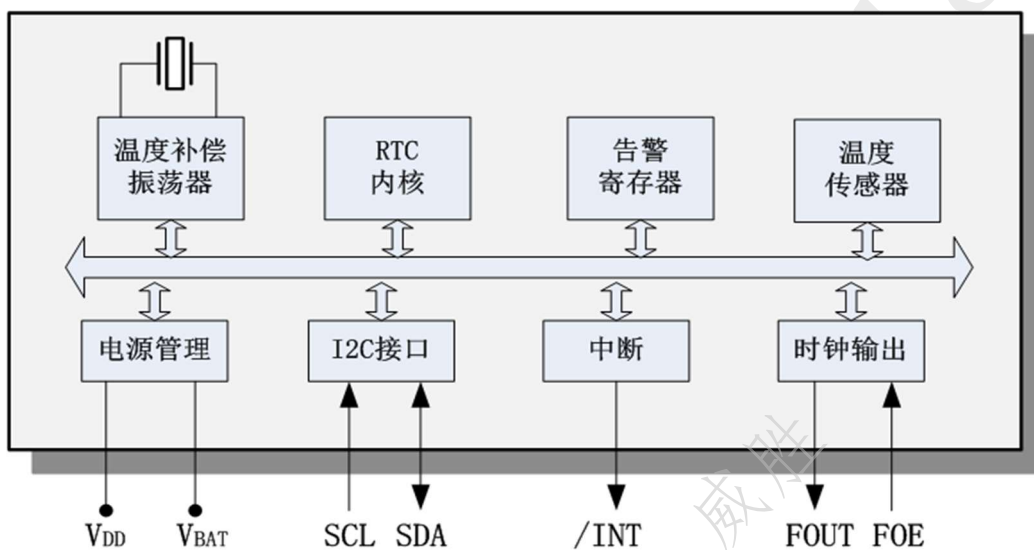 温度补偿
振荡器
RTC
内核
告警
寄存器
温度
传感器
电源管理
I2C接口
中断
时钟输出
VDD
VBAT
SCL
SDA
/INT
FOUT
FOE
威胜